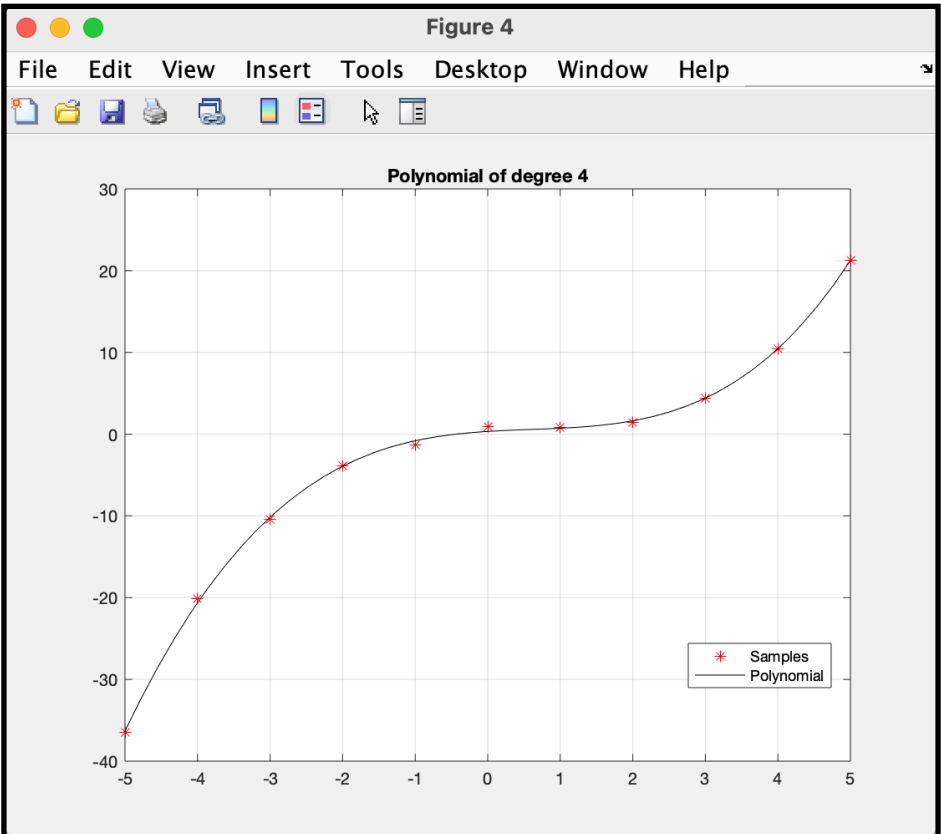 Figure 4
File Edit View Insert Tools Desktop Window Help
Polynomial of degree 4
30
20
10
0
-10
-20
-30
-40
Samples
Polynomial
-5 -4 -3 -2 -1 0 1 2 3 4 5